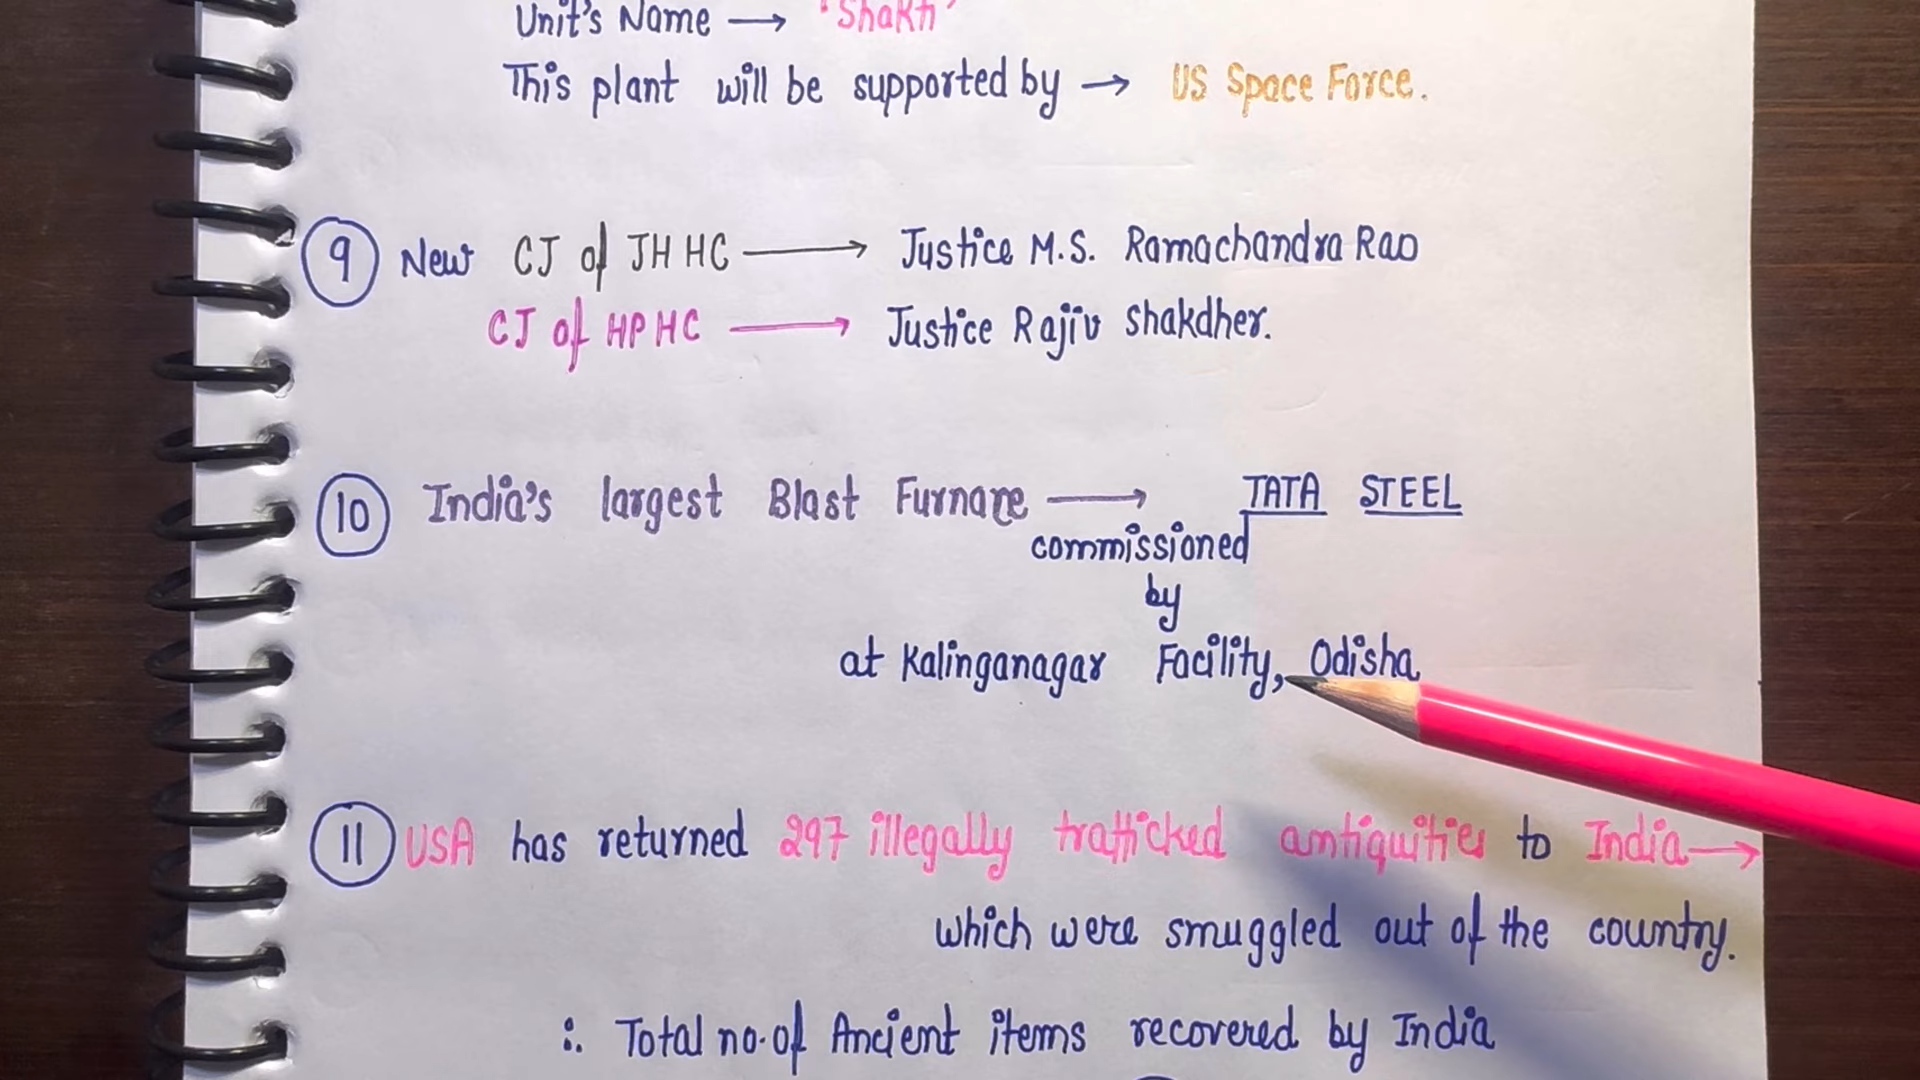 Unit's Name → 'Shakti'
This plant will be supported by → US Space Force.
9 New CJ of JH HC → Justice M.S. Ramachandra Rao
CJ of HP HC → Justice Rajiv Shakdher.
10 India's largest Blast Furnace → TATA STEEL
commissioned
by
at Kalinganagar Facility, Odisha
11 USA has returned 297 illegally trafficked antiquities to India →
which were smuggled out of the country.
∴ Total no. of Ancient items recovered by India